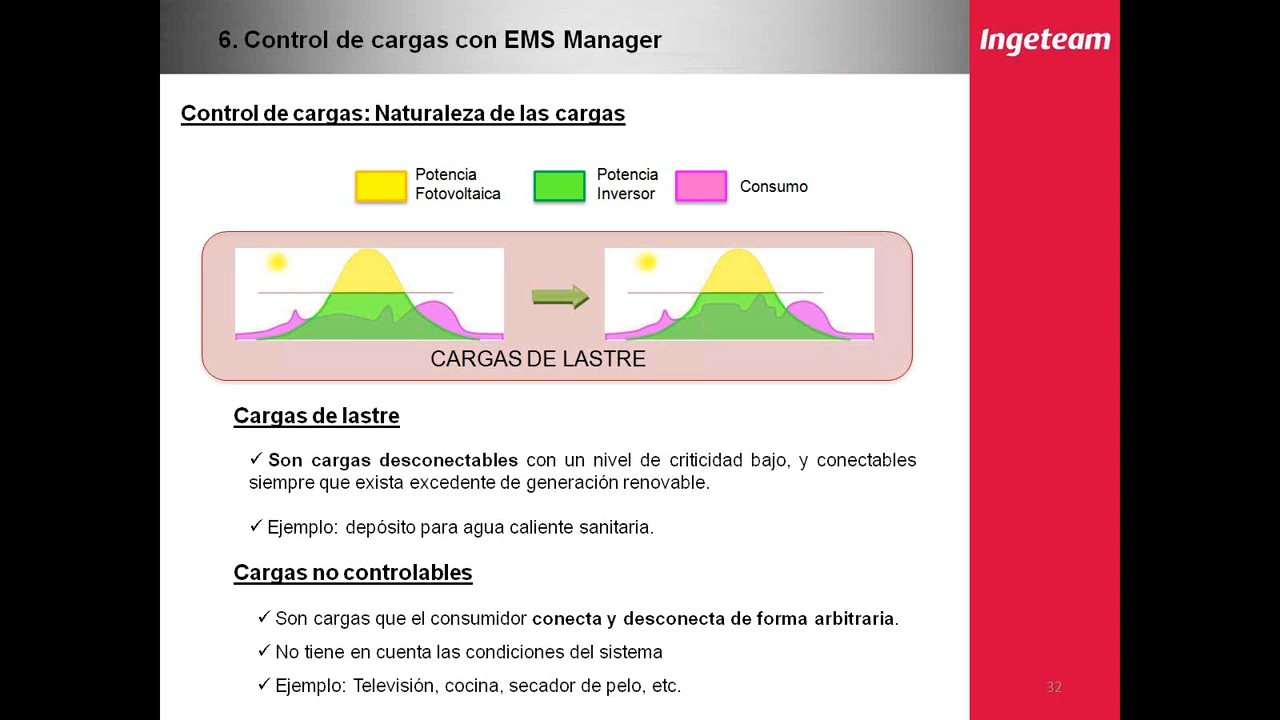 6. Control de cargas con EMS Manager
Ingeteam
Control de cargas: Naturaleza de las cargas
Potencia
Fotovoltaica
Potencia
Inversor
Consumo
CARGAS DE LASTRE
Cargas de lastre
✓ Son cargas desconectables con un nivel de criticidad bajo, y conectables
siempre que exista excedente de generación renovable.
✓ Ejemplo: depósito para agua caliente sanitaria.
Cargas no controlables
✓ Son cargas que el consumidor conecta y desconecta de forma arbitraria.
✓ No tiene en cuenta las condiciones del sistema
✓ Ejemplo: Televisión, cocina, secador de pelo, etc.
32